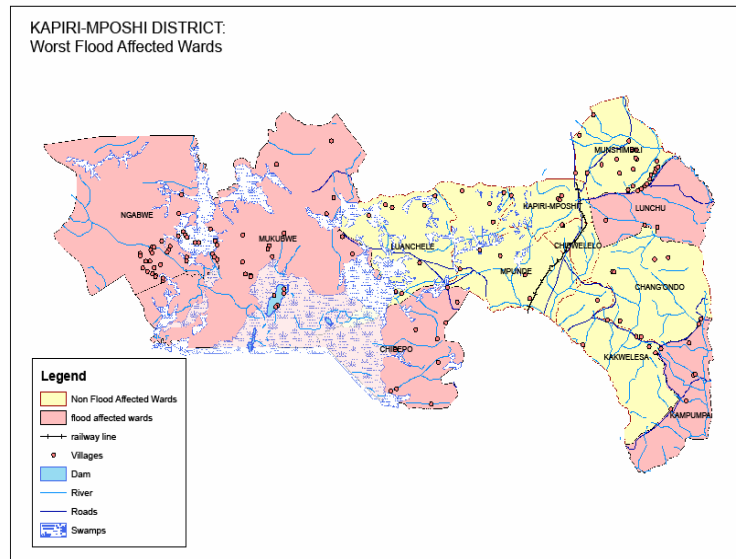 KAPIRI-MPOSHI DISTRICT:
Worst Flood Affected Wards
MUNSHIMBILI
KAPIRI-MPOSHI
LUNCHU
NGABWE
MUKUBWE
LUANCHELE
CHIWELELO
MPUNDE
CHANG'ONDO
CHIBEPO
KAKWELESA
KAMPUMPA
Legend
Non Flood Affected Wards
flood affected wards
railway line
Villages
Dam
River
Roads
Swamps